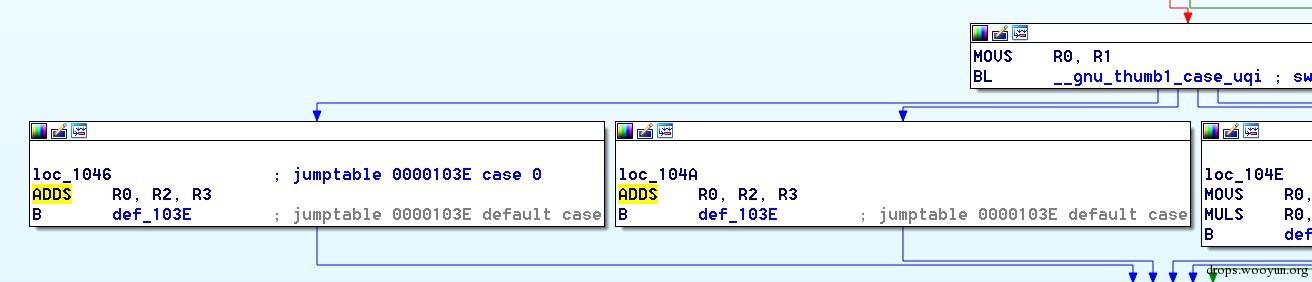 MOVS R0, R1
BL __gnu_thumb1_case_uqi ; sw
loc_1046 ; jumptable 0000103E case 0
ADDS R0, R2, R3
B def_103E ; jumptable 0000103E default case
loc_104A
ADDS R0, R2, R3
B def_103E ; jumptable 0000103E default case
loc_104E
MOVS R0,
MULS R0,
B def
drops.wooyun.org